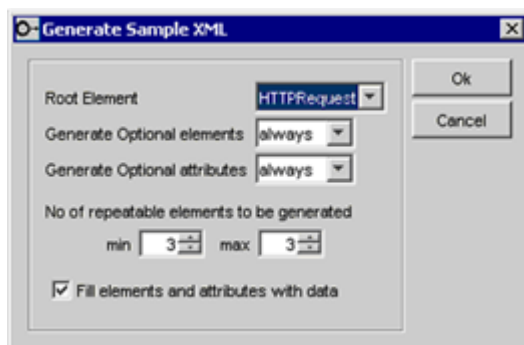 Generate Sample XML
Root Element HTTPRequest
Ok
Generate Optional elements always
Cancel
Generate Optional attributes always
No of repeatable elements to be generated
min 3 max 3
Fill elements and attributes with data